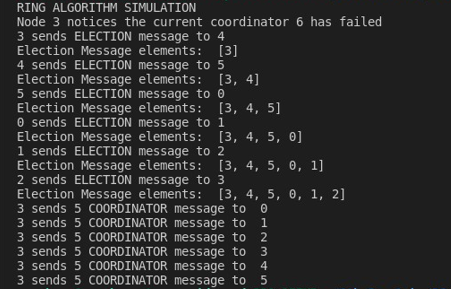 RING ALGORITHM SIMULATION
Node 3 notices the current coordinator 6 has failed
3 sends ELECTION message to 4
Election Message elements:  [3]
4 sends ELECTION message to 5
Election Message elements:  [3, 4]
5 sends ELECTION message to 0
Election Message elements:  [3, 4, 5]
0 sends ELECTION message to 1
Election Message elements:  [3, 4, 5, 0]
1 sends ELECTION message to 2
Election Message elements:  [3, 4, 5, 0, 1]
2 sends ELECTION message to 3
Election Message elements:  [3, 4, 5, 0, 1, 2]
3 sends 5 COORDINATOR message to  0
3 sends 5 COORDINATOR message to  1
3 sends 5 COORDINATOR message to  2
3 sends 5 COORDINATOR message to  3
3 sends 5 COORDINATOR message to  4
3 sends 5 COORDINATOR message to  5